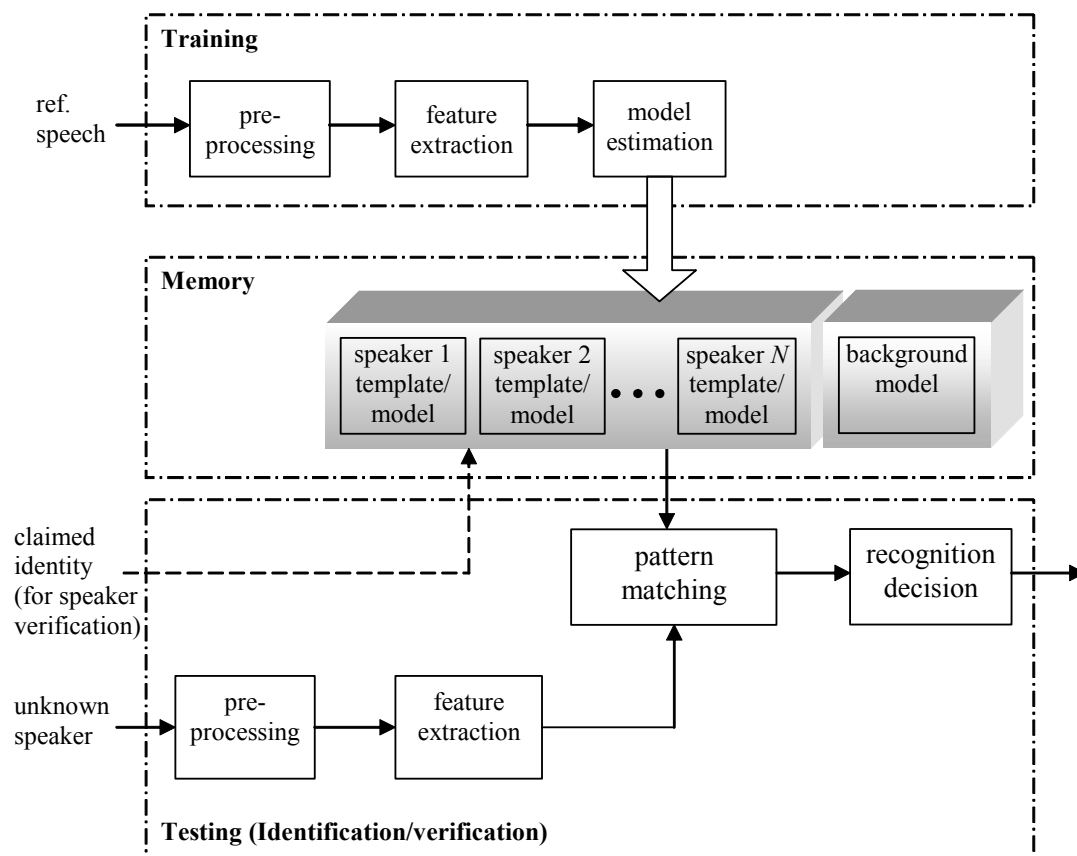 Training
ref.
speech
pre-
processing
feature
extraction
model
estimation
Memory
speaker 1
template/
model
speaker 2
template/
model
• • •
speaker N
template/
model
background
model
claimed
identity
(for speaker
verification)
pattern
matching
recognition
decision
unknown
speaker
pre-
processing
feature
extraction
Testing (Identification/verification)